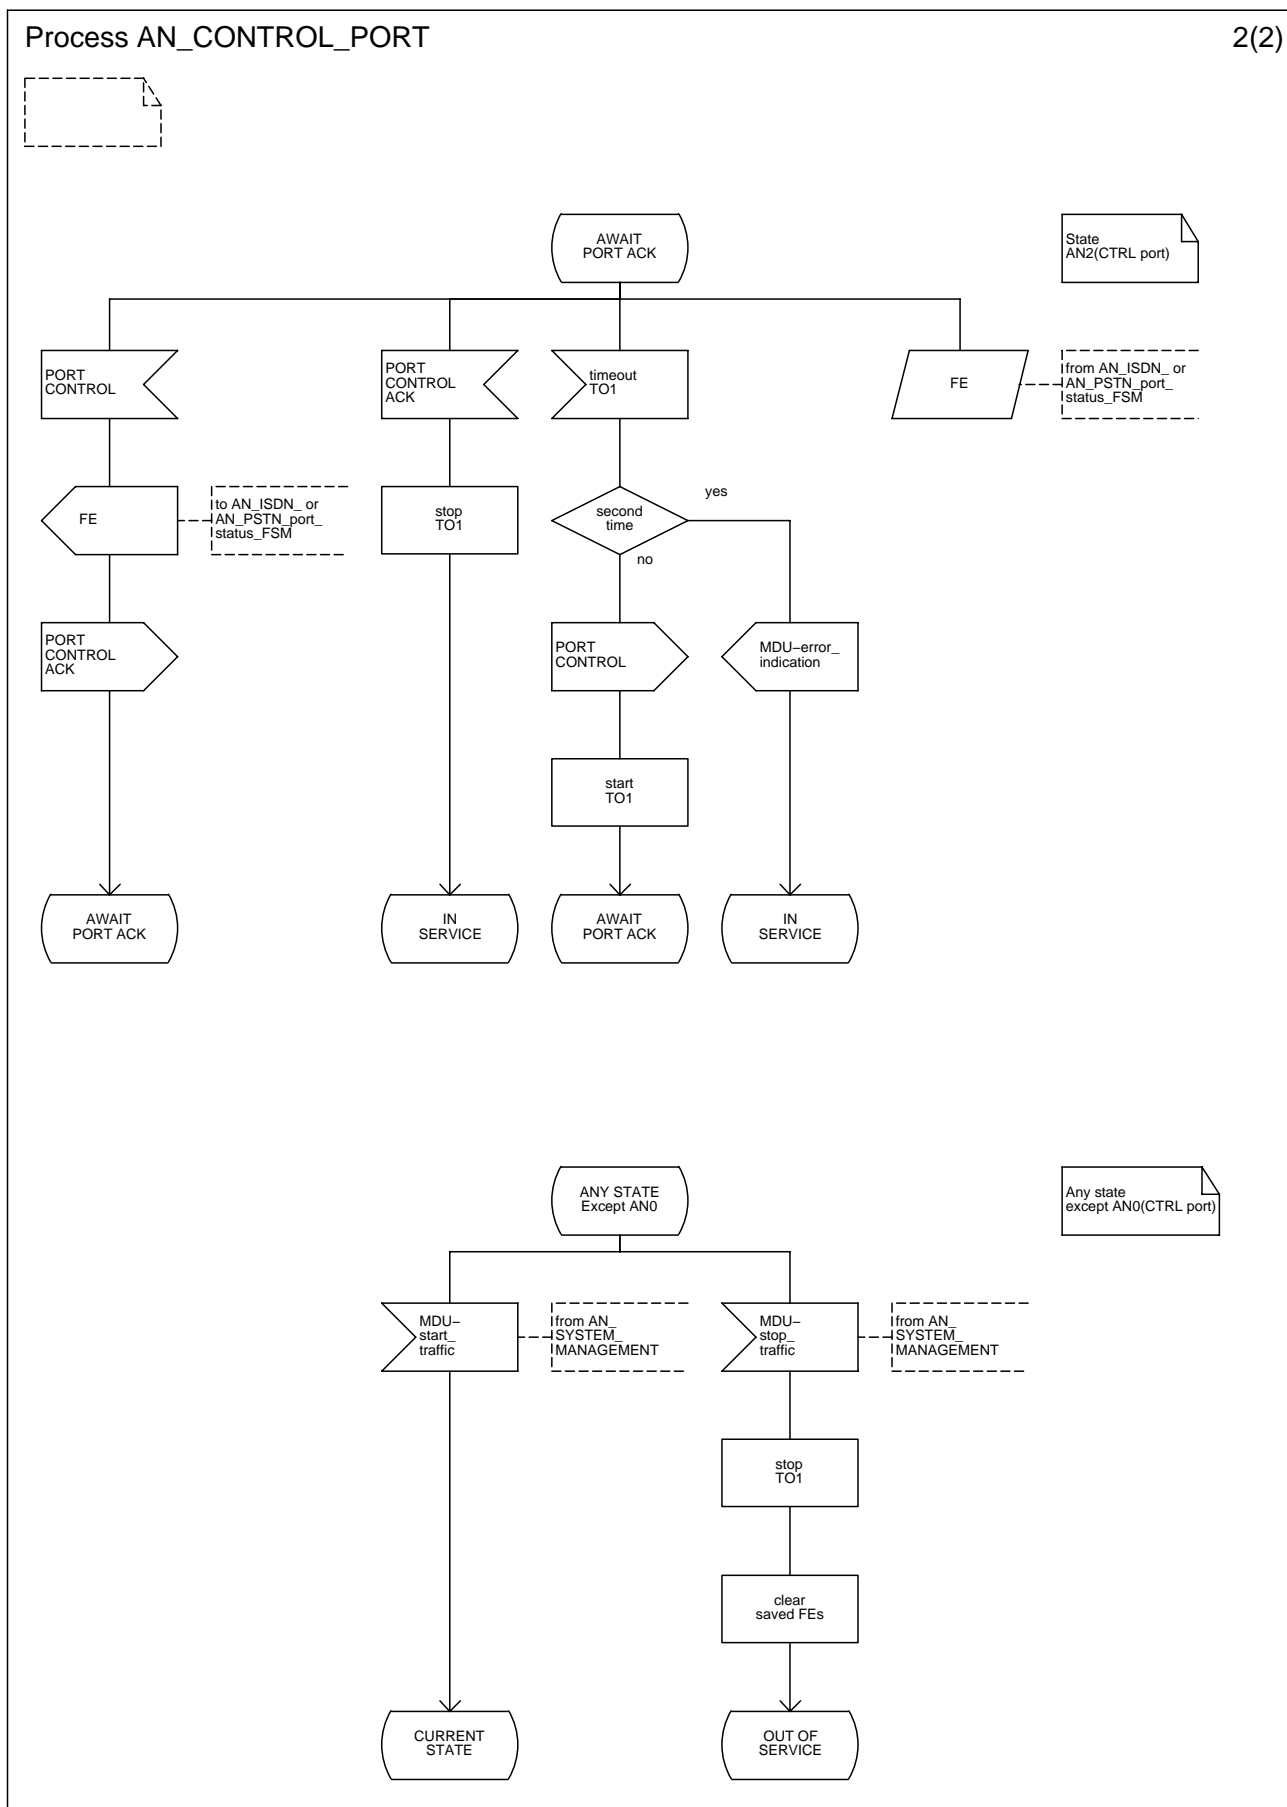 Process AN_CONTROL_PORT
2(2)
AWAIT
PORT ACK
State
AN2(CTRL port)
PORT
CONTROL
PORT
CONTROL
ACK
timeout
TO1
FE
from AN_ISDN_ or
AN_PSTN_port_
status_FSM
FE
to AN_ISDN_ or
AN_PSTN_port_
status_FSM
stop
TO1
second
time
yes
no
PORT
CONTROL
ACK
PORT
CONTROL
MDU−error_
indication
start
TO1
AWAIT
PORT ACK
IN
SERVICE
AWAIT
PORT ACK
IN
SERVICE
ANY STATE
Except AN0
Any state
except AN0(CTRL port)
MDU−
start_
traffic
from AN_
SYSTEM_
MANAGEMENT
MDU−
stop_
traffic
from AN_
SYSTEM_
MANAGEMENT
stop
TO1
clear
saved FEs
CURRENT
STATE
OUT OF
SERVICE